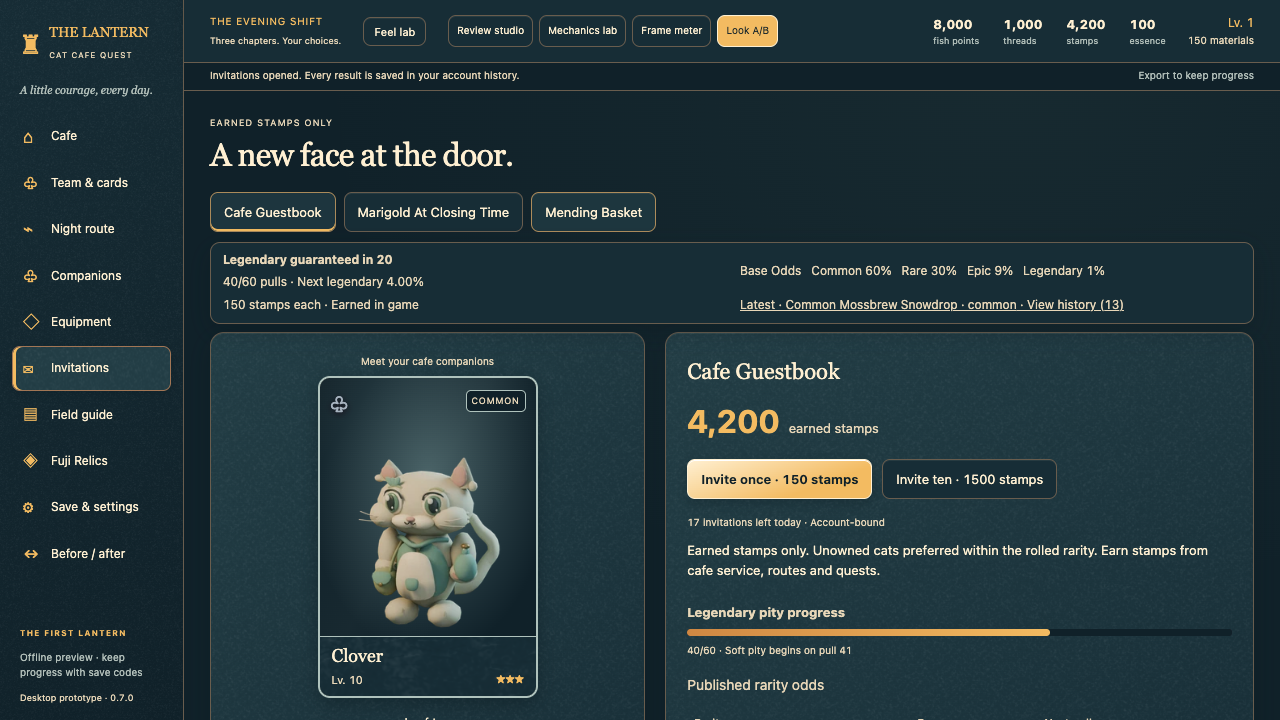 THE LANTERN
CAT CAFE QUEST
A little courage, every day.
Cafe
Team & cards
Night route
Companions
Equipment
Invitations
Field guide
Fuji Relics
Save & settings
Before / after
THE FIRST LANTERN
Offline preview · keep
progress with save codes
Desktop prototype · 0.7.0
THE EVENING SHIFT
Three chapters. Your choices.
Feel lab
Review studio
Mechanics lab
Frame meter
Look A/B
8,000
fish points
1,000
threads
4,200
stamps
100
essence
Lv. 1
150 materials
Invitations opened. Every result is saved in your account history.
Export to keep progress
EARNED STAMPS ONLY
A new face at the door.
Cafe Guestbook
Marigold At Closing Time
Mending Basket
Legendary guaranteed in 20
40/60 pulls · Next legendary 4.00%
150 stamps each · Earned in game
Base Odds Common 60% Rare 30% Epic 9% Legendary 1%
Latest · Common Mossbrew Snowdrop · common · View history (13)
Meet your cafe companions
COMMON
Clover
Lv. 10
Cafe Guestbook
4,200 earned stamps
Invite once · 150 stamps
Invite ten · 1500 stamps
17 invitations left today · Account-bound
Earned stamps only. Unowned cats preferred within the rolled rarity. Earn stamps from
cafe service, routes and quests.
Legendary pity progress
40/60 · Soft pity begins on pull 41
Published rarity odds